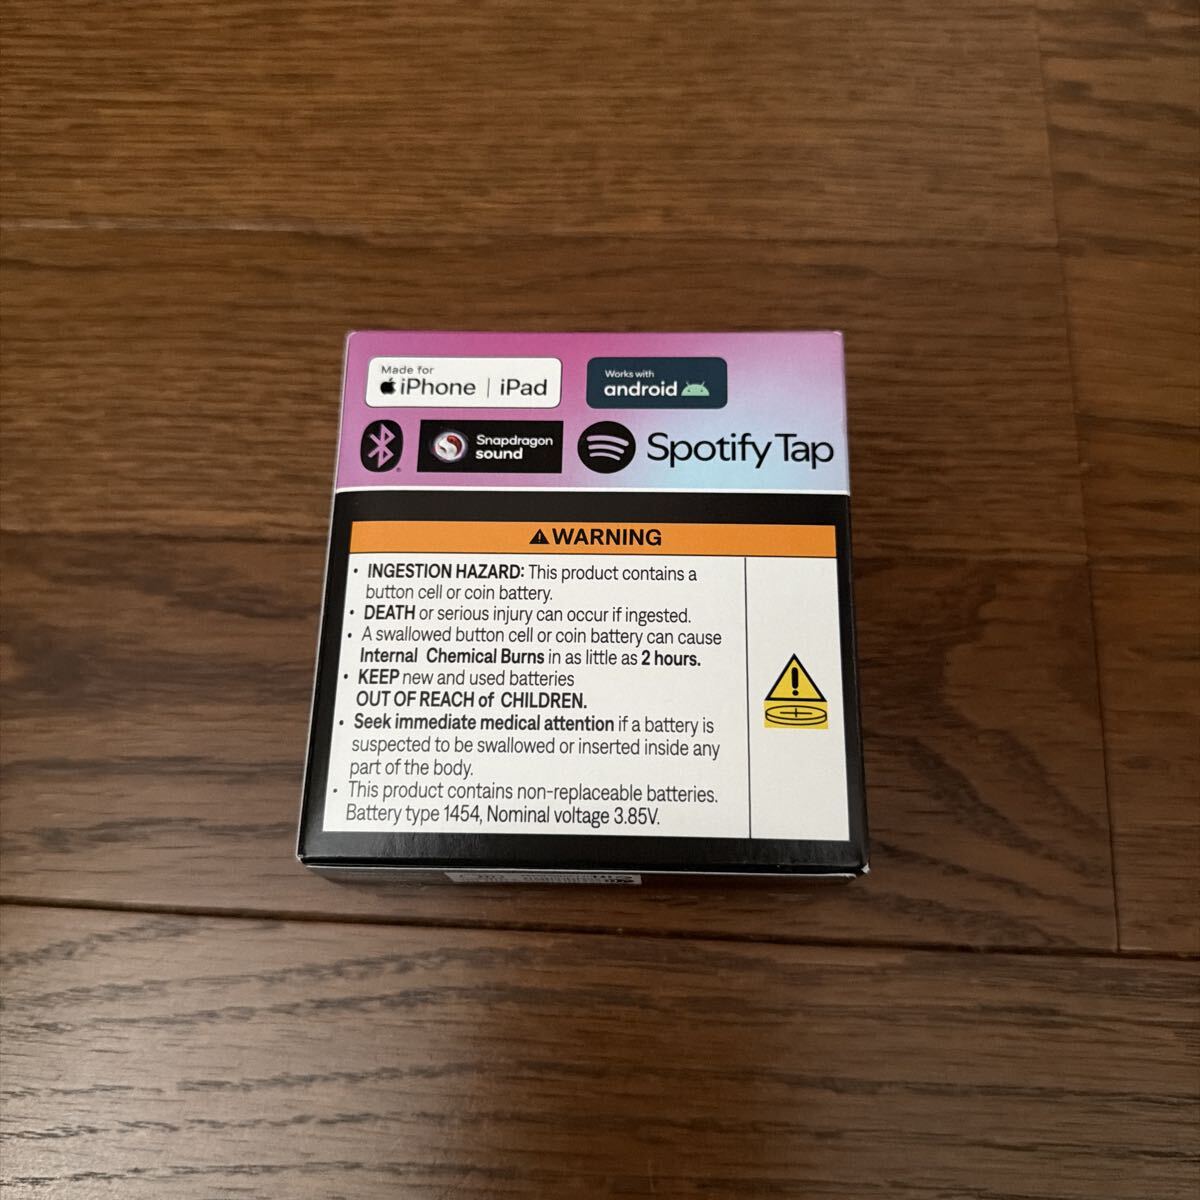 Made for
iPhone | iPad
Works with
android
Snapdragon
sound
Spotify Tap
WARNING
• INGESTION HAZARD: This product contains a
button cell or coin battery.
• DEATH or serious injury can occur if ingested.
• A swallowed button cell or coin battery can cause
Internal Chemical Burns in as little as 2 hours.
• KEEP new and used batteries
OUT OF REACH of CHILDREN.
• Seek immediate medical attention if a battery is
suspected to be swallowed or inserted inside any
part of the body.
• This product contains non-replaceable batteries.
Battery type 1454, Nominal voltage 3.85V.